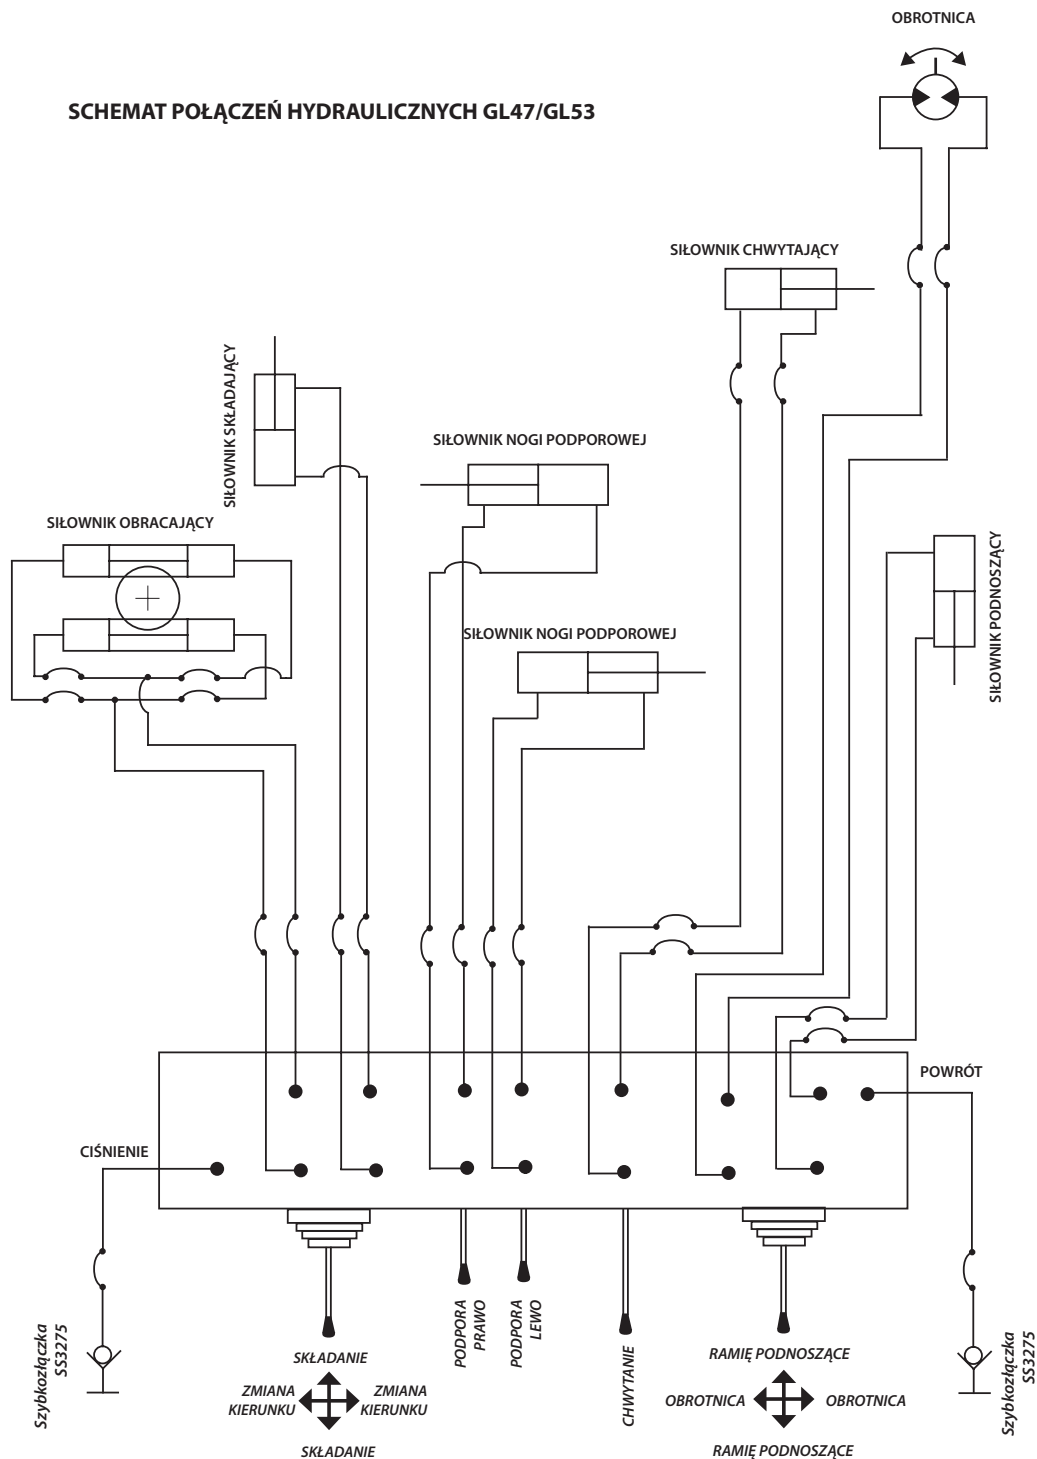 OBROTNICA
SCHEMAT POŁĄCZEŃ HYDRAULICZNYCH GL47/GL53
SIŁOWNIK CHWYTAJĄCY
SIŁOWNIK SKŁADAJĄCY
SIŁOWNIK NOGI PODPOROWEJ
SIŁOWNIK OBRACAJĄCY
SIŁOWNIK PODNOSZĄCY
SIŁOWNIK NOGI PODPOROWEJ
POWRÓT
CIŚNIENIE
Szybkozłączka
SS3275
SKŁADANIE
ZMIANA
KIERUNKU
ZMIANA
KIERUNKU
SKŁADANIE
PODPORA
PRAWO
PODPORA
LEWO
CHWYTANIE
RAMIĘ PODNOSZĄCE
OBROTNICA
OBROTNICA
RAMIĘ PODNOSZĄCE
Szybkozłączka
SS3275